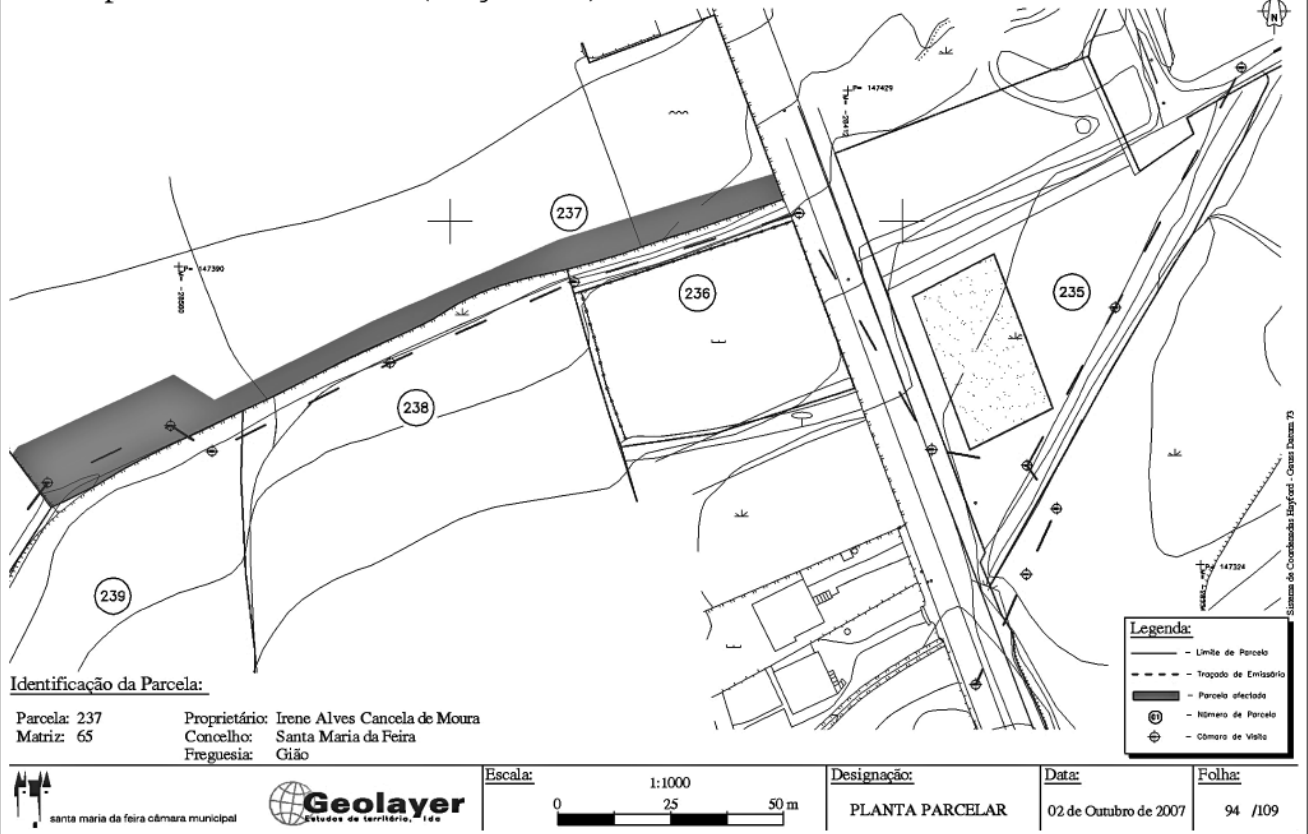 N
P= 147429
237
P= 147390
236
235
238
239
P= 147324
Sistema de Coordenadas Hayford - Gauss Datum 73
Legenda:
- Limite de Parcela
- Traçado de Emissário
- Parcela afectada
- Número de Parcela
- Câmara de Visita
Identificação da Parcela:
Parcela: 237 Proprietário: Irene Alves Cancela de Moura
Matriz: 65 Concelho: Santa Maria da Feira
Freguesia: Gião
santa maria da feira câmara municipal
Geolayer
Estudos de território, lda
Escala:
1:1000
0 25 50 m
Designação:
PLANTA PARCELAR
Data:
02 de Outubro de 2007
Folha:
94 /109